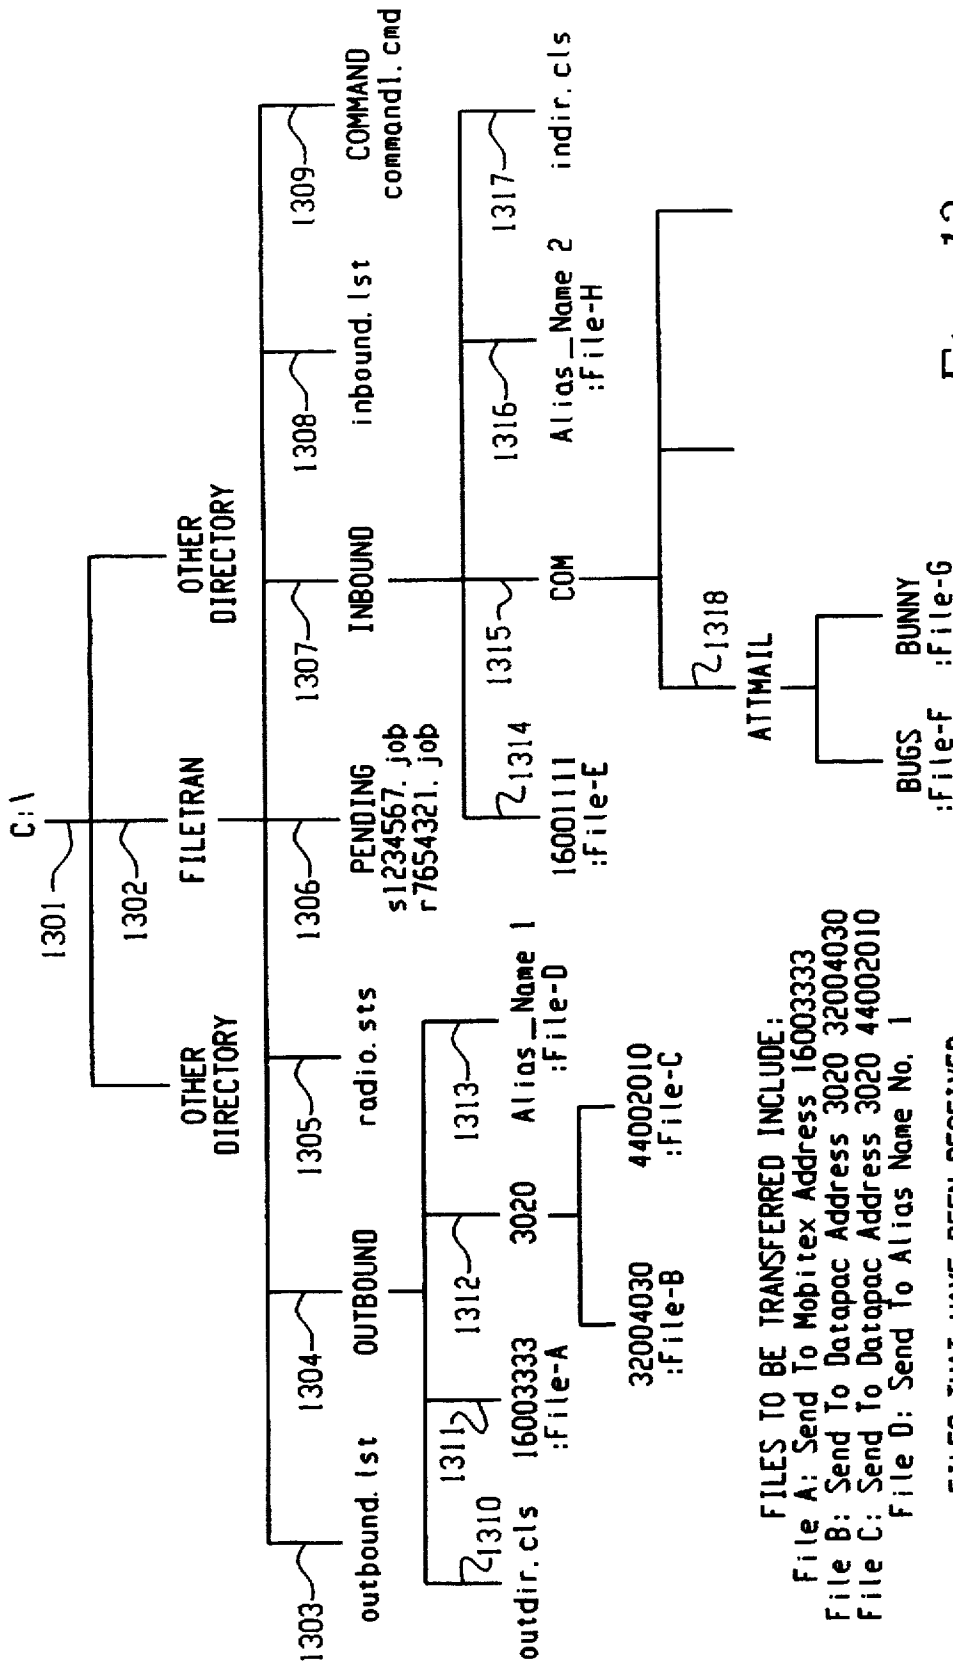 C:\
1301
1302
OTHER
DIRECTORY
FILETRAN
OTHER
DIRECTORY
1303
1304
1305
1306
1307
1308
1309
outbound.lst
OUTBOUND
radio.sts
PENDING
s1234567.job
r7654321.job
INBOUND
inbound.lst
COMMAND
command1.cmd
1310
1311
1312
1313
1314
1315
1316
1317
outdir.cls
16003333
:File-A
3020
Alias_Name 1
:File-D
16001111
:File-E
COM
Alias_Name 2
:File-H
indir.cls
32004030
:File-B
44002010
:File-C
1318
ATTMAIL
BUGS
:File-F
BUNNY
:File-G
FILES TO BE TRANSFERRED INCLUDE:
File A: Send To Mobitex Address 16003333
File B: Send To Datapac Address 3020 32004030
File C: Send To Datapac Address 3020 44002010
File D: Send To Alias Name No. 1